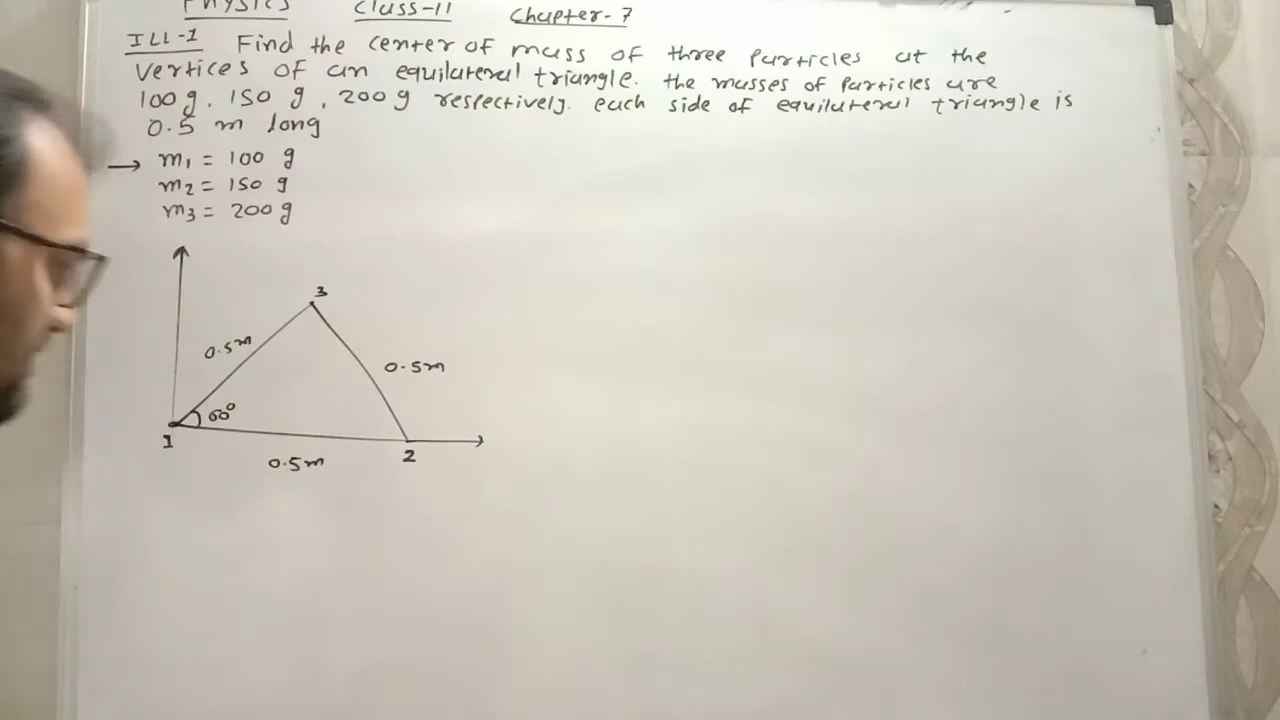 Physics Class-11 Chapter-7
ILL-1 Find the center of mass of three particles at the
vertices of an equilateral triangle. the masses of particles are
100g, 150 g, 200g respectively. each side of equilateral triangle is
0.5 m long
→ m₁ = 100 g
m₂ = 150 g
m₃ = 200 g
3
0.5m
0.5m
60°
1
2
0.5m